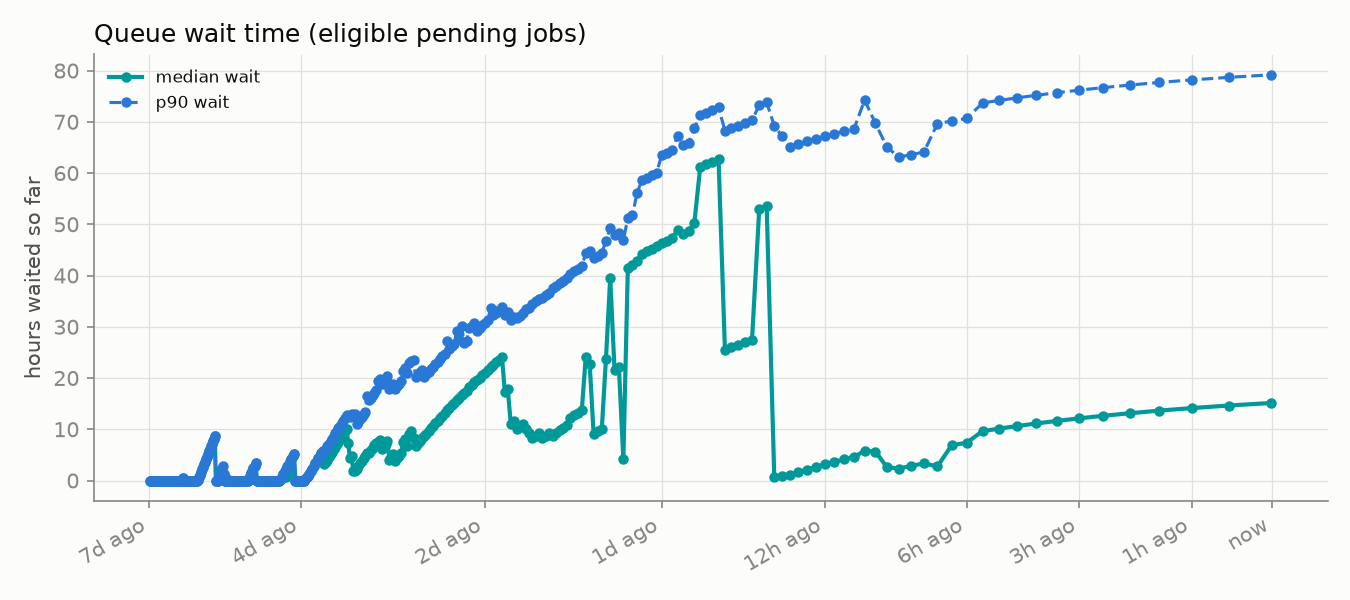 Queue wait time (eligible pending jobs)
median wait
p90 wait
hours waited so far
80
70
60
50
40
30
20
10
0
7d ago
4d ago
2d ago
1d ago
12h ago
6h ago
3h ago
1h ago
now